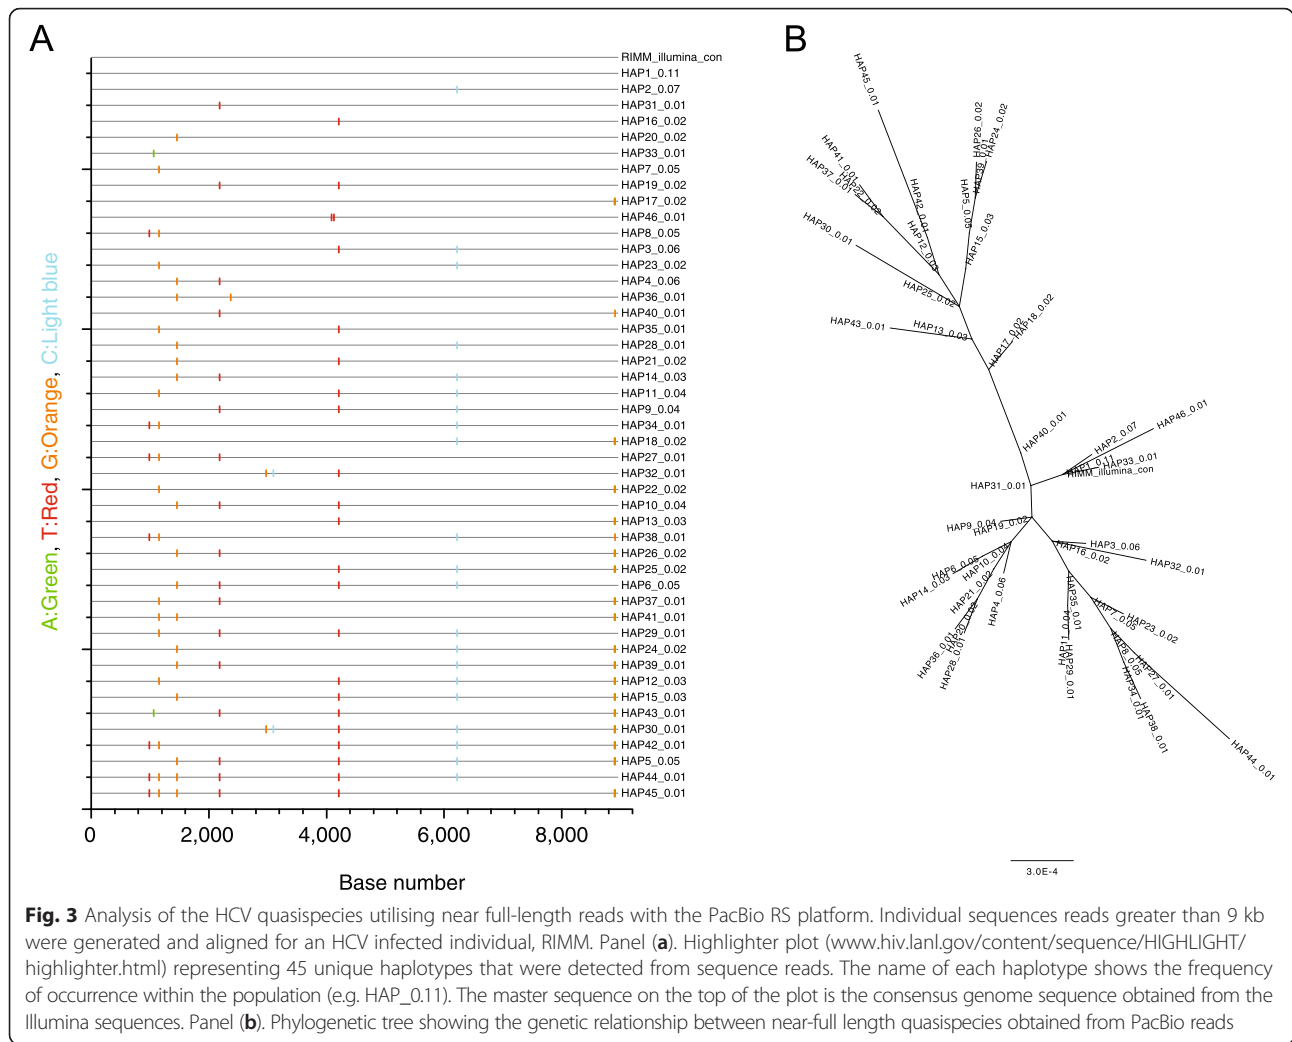 A
B
RIMM_illumina_con
HAP1_0.11
HAP2_0.07
HAP31_0.01
HAP16_0.02
HAP20_0.02
HAP33_0.01
HAP7_0.05
HAP19_0.02
HAP17_0.02
HAP46_0.01
HAP8_0.05
HAP3_0.06
HAP23_0.02
HAP4_0.06
HAP36_0.01
HAP40_0.01
HAP35_0.01
HAP28_0.01
HAP21_0.02
HAP14_0.03
HAP11_0.04
HAP9_0.04
HAP34_0.01
HAP18_0.02
HAP27_0.01
HAP32_0.01
HAP22_0.02
HAP10_0.04
HAP13_0.03
HAP38_0.01
HAP26_0.02
HAP25_0.02
HAP6_0.05
HAP37_0.01
HAP41_0.01
HAP29_0.01
HAP24_0.02
HAP39_0.01
HAP12_0.03
HAP15_0.03
HAP43_0.01
HAP30_0.01
HAP42_0.01
HAP5_0.05
HAP44_0.01
HAP45_0.01
A:Green, T:Red, G:Orange, C:Light blue
0 2,000 4,000 6,000 8,000
Base number
HAP45_0.01
HAP26_0.02
HAP24_0.02
HAP39_0.01
HAP41_0.01
HAP37_0.01
HAP22_0.02
HAP42_0.01
HAP5_0.05
HAP15_0.03
HAP12_0.03
HAP30_0.01
HAP25_0.02
HAP43_0.01
HAP13_0.03
HAP17_0.02
HAP18_0.02
HAP40_0.01
HAP46_0.01
HAP2_0.07
HAP1_0.11
HAP33_0.01
RIMM_illumina_con
HAP31_0.01
HAP9_0.04
HAP19_0.02
HAP3_0.06
HAP16_0.02
HAP32_0.01
HAP6_0.05
HAP10_0.04
HAP14_0.03
HAP21_0.02
HAP4_0.06
HAP20_0.02
HAP36_0.01
HAP28_0.01
HAP35_0.01
HAP11_0.04
HAP29_0.01
HAP7_0.05
HAP23_0.02
HAP8_0.05
HAP27_0.01
HAP34_0.01
HAP38_0.01
HAP44_0.01
3.0E-4
Fig. 3 Analysis of the HCV quasispecies utilising near full-length reads with the PacBio RS platform. Individual sequences reads greater than 9 kb
were generated and aligned for an HCV infected individual, RIMM. Panel (a). Highlighter plot (www.hiv.lanl.gov/content/sequence/HIGHLIGHT/
highlighter.html) representing 45 unique haplotypes that were detected from sequence reads. The name of each haplotype shows the frequency
of occurrence within the population (e.g. HAP_0.11). The master sequence on the top of the plot is the consensus genome sequence obtained from the
Illumina sequences. Panel (b). Phylogenetic tree showing the genetic relationship between near-full length quasispecies obtained from PacBio reads